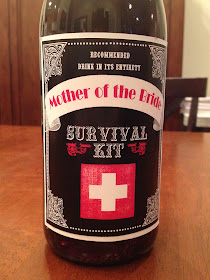 RECOMMENDED
DRINK IN ITS ENTIRETY
Mother of the Bride
SURVIVAL
KIT